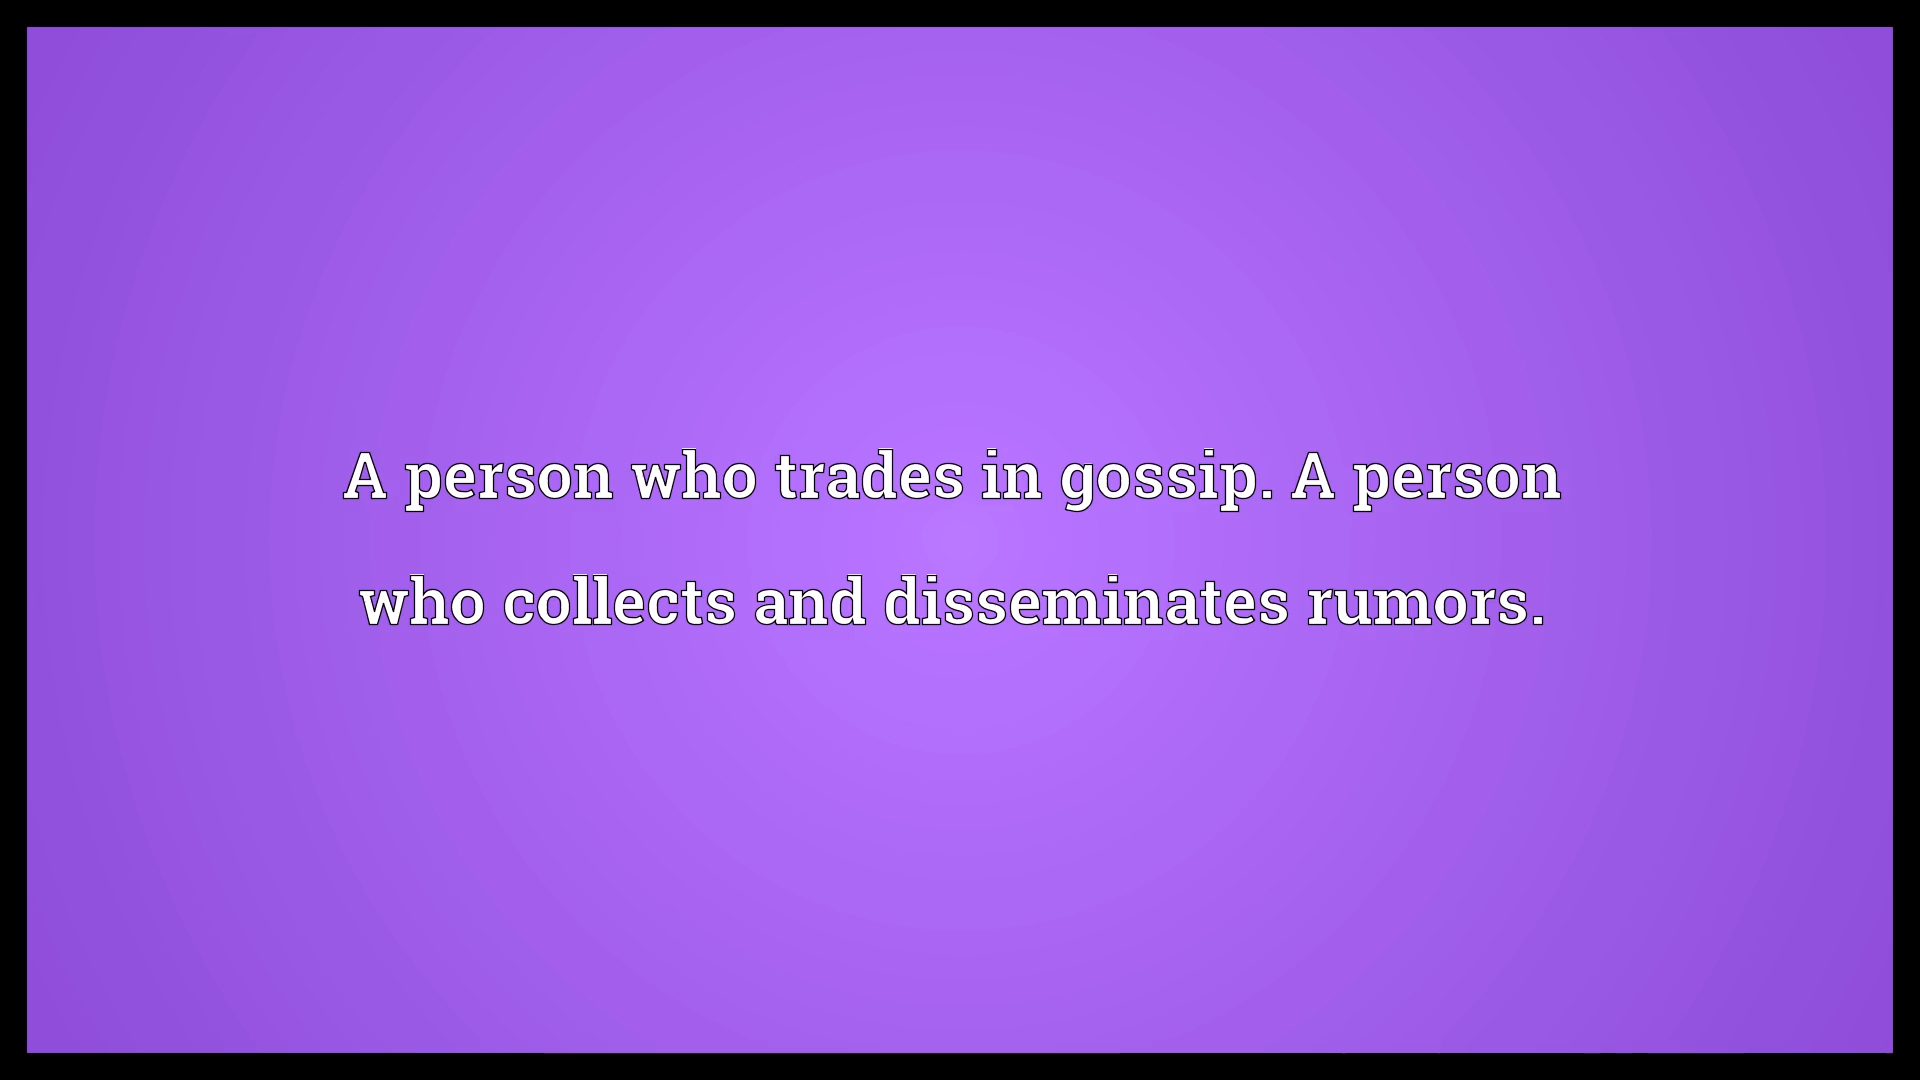 A person who trades in gossip. A person
who collects and disseminates rumors.